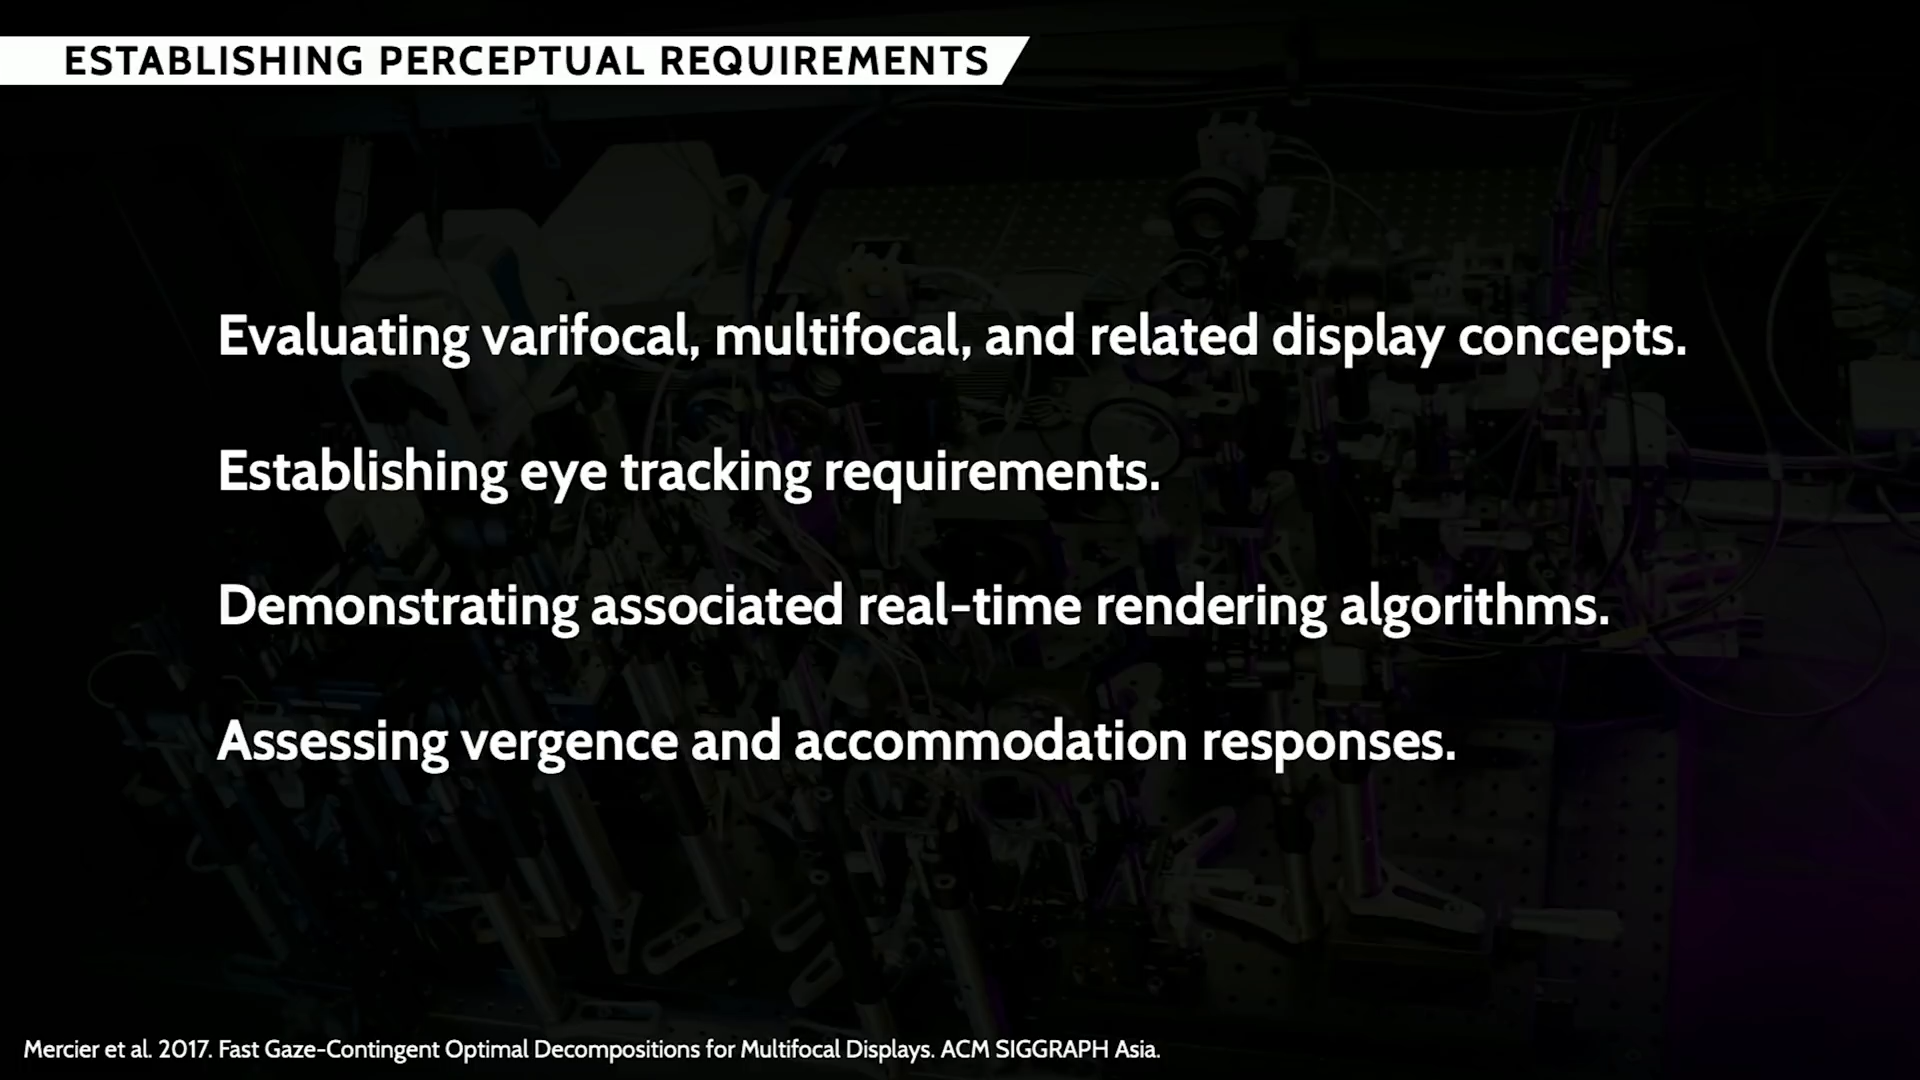 ESTABLISHING PERCEPTUAL REQUIREMENTS
Evaluating varifocal, multifocal, and related display concepts.
Establishing eye tracking requirements.
Demonstrating associated real-time rendering algorithms.
Assessing vergence and accommodation responses.
Mercier et al. 2017. Fast Gaze-Contingent Optimal Decompositions for Multifocal Displays. ACM SIGGRAPH Asia.